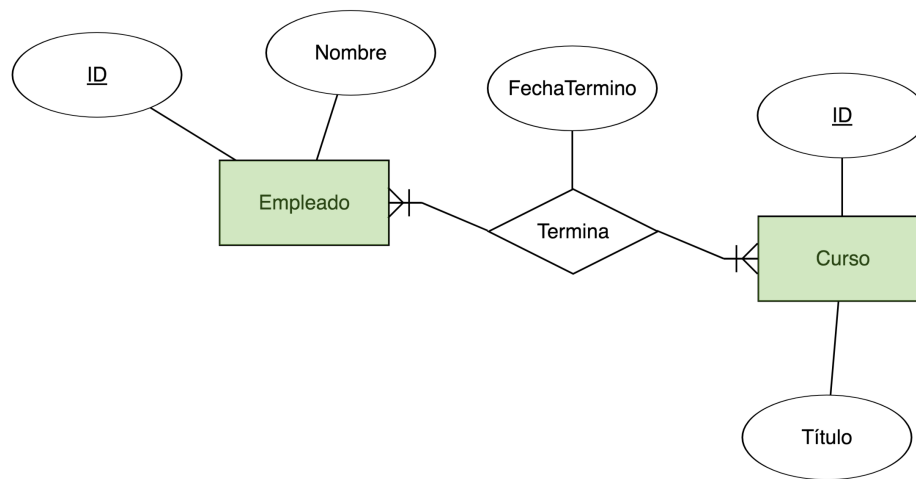 Nombre
ID
FechaTermino
ID
Empleado
Termina
Curso
Título